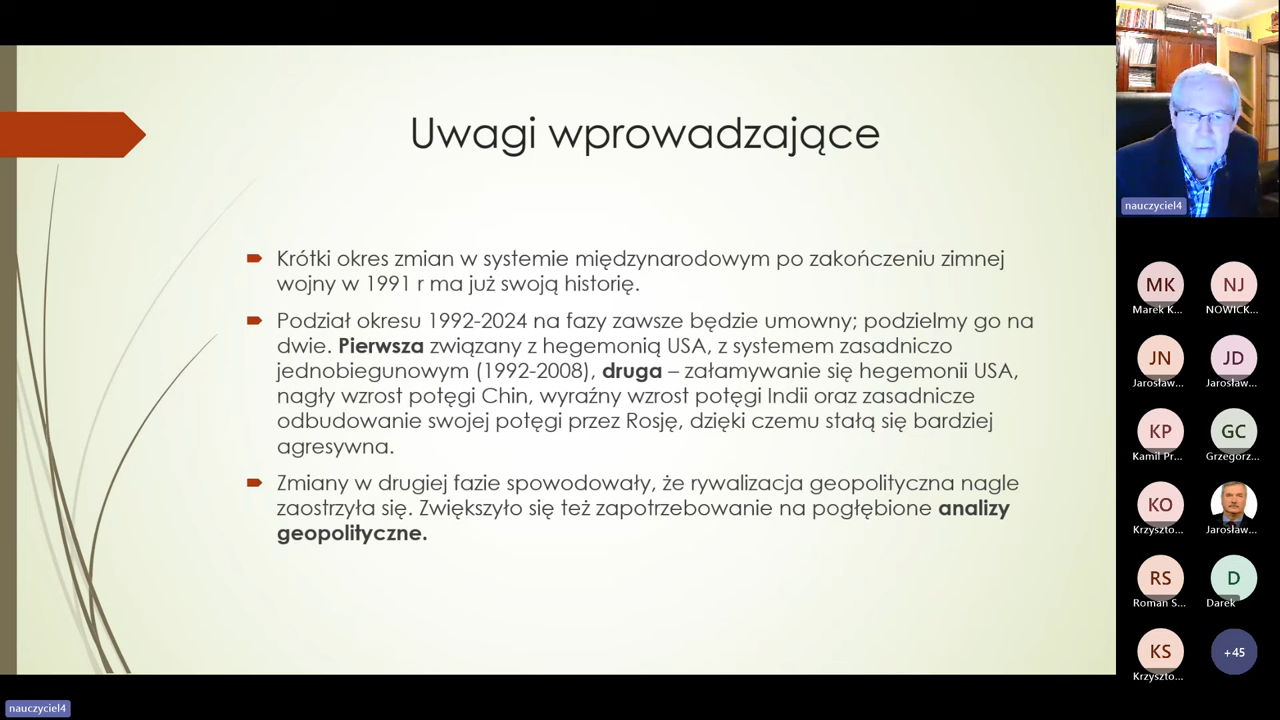 Uwagi wprowadzające
Krótki okres zmian w systemie międzynarodowym po zakończeniu zimnej
wojny w 1991 r ma już swoją historię.
Podział okresu 1992-2024 na fazy zawsze będzie umowny; podzielmy go na
dwie. Pierwsza związany z hegemonią USA, z systemem zasadniczo
jednobiegunowym (1992-2008), druga – załamywanie się hegemonii USA,
nagły wzrost potęgi Chin, wyraźny wzrost potęgi Indii oraz zasadnicze
odbudowanie swojej potęgi przez Rosję, dzięki czemu stałą się bardziej
agresywna.
Zmiany w drugiej fazie spowodowały, że rywalizacja geopolityczna nagle
zaostrzyła się. Zwiększyło się też zapotrzebowanie na pogłębione analizy
geopolityczne.
nauczyciel4
MK
Marek K...
NJ
NOWICK...
JN
Jarosław...
JD
Jarosław...
KP
Kamil Pr...
GC
Grzegorz...
KO
Krzyszto...
Jarosław...
RS
Roman S...
D
Darek
KS
Krzyszto...
+45
nauczyciel4